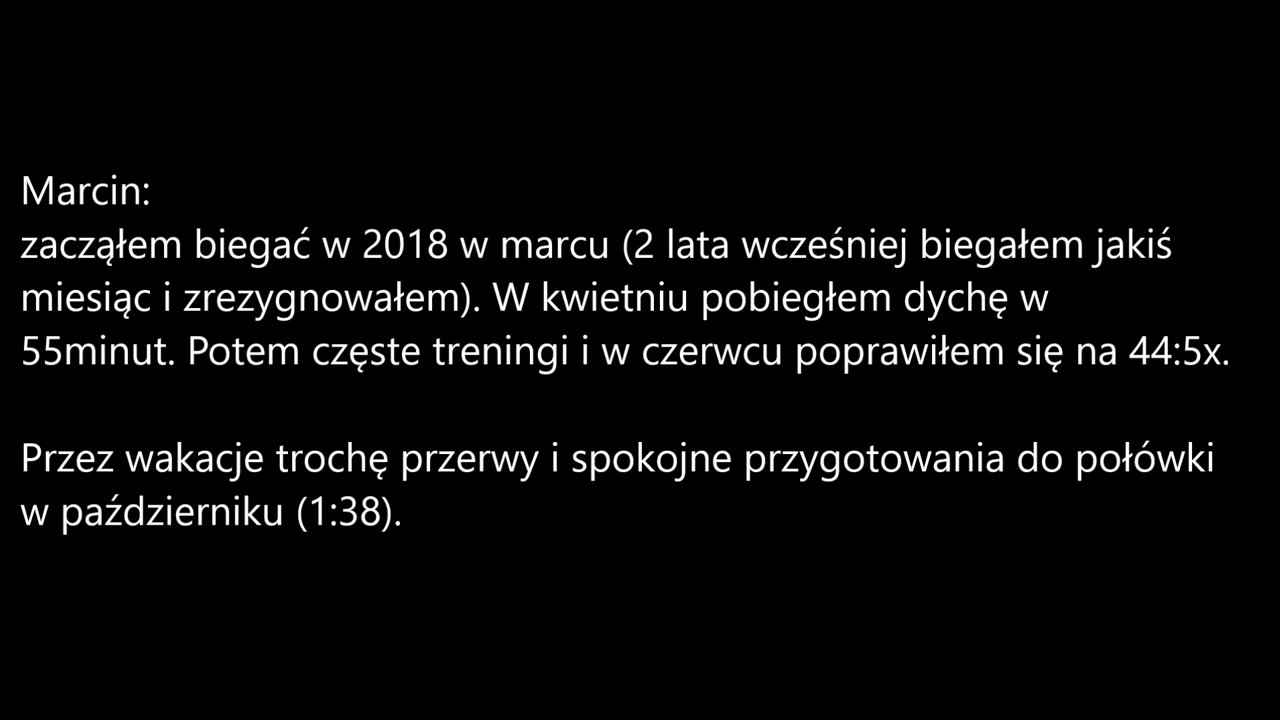 Marcin:
zacząłem biegać w 2018 w marcu (2 lata wcześniej biegałem jakiś
miesiąc i zrezygnowałem). W kwietniu pobiegłem dychę w
55minut. Potem częste treningi i w czerwcu poprawiłem się na 44:5x.
Przez wakacje trochę przerwy i spokojne przygotowania do połówki
w październiku (1:38).